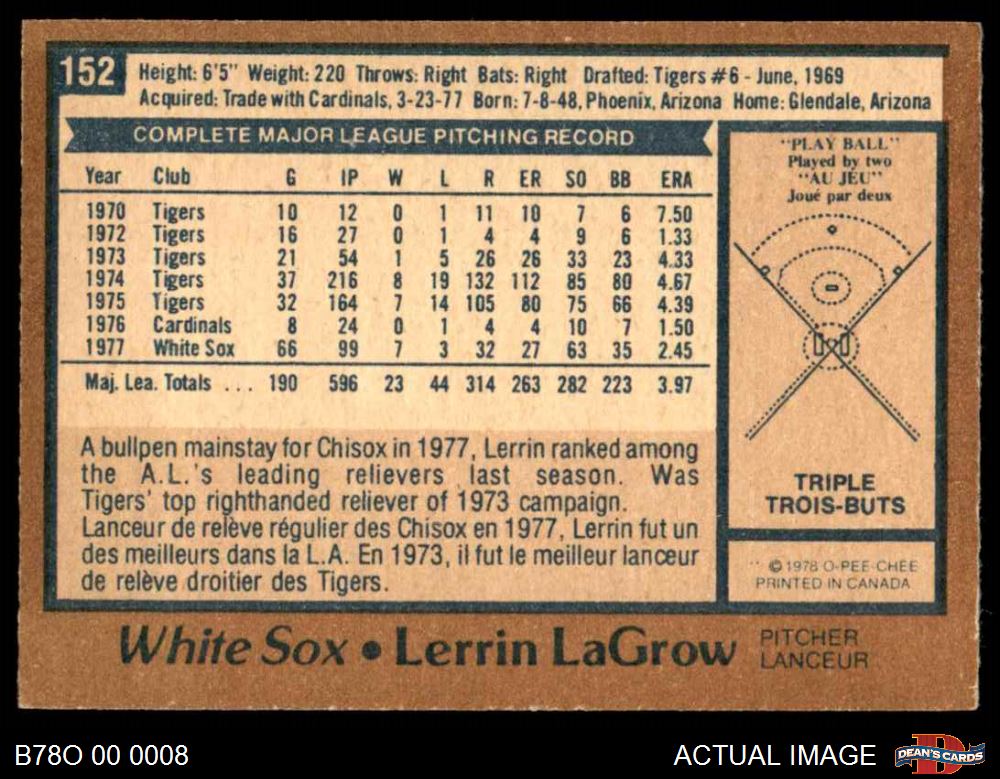 152
Height: 6'5" Weight: 220 Throws: Right Bats: Right Drafted: Tigers #6 - June, 1969
Acquired: Trade with Cardinals, 3-23-77 Born: 7-8-48, Phoenix, Arizona Home: Glendale, Arizona
COMPLETE MAJOR LEAGUE PITCHING RECORD
Year Club G IP W L R ER SO BB ERA
1970 Tigers 10 12 0 1 11 10 7 6 7.50
1972 Tigers 16 27 0 1 4 4 9 6 1.33
1973 Tigers 21 54 1 5 26 26 33 23 4.33
1974 Tigers 37 216 8 19 132 112 85 80 4.67
1975 Tigers 32 164 7 14 105 80 75 66 4.39
1976 Cardinals 8 24 0 1 4 4 10 7 1.50
1977 White Sox 66 99 7 3 32 27 63 35 2.45
Maj. Lea. Totals ... 190 596 23 44 314 263 282 223 3.97
A bullpen mainstay for Chisox in 1977, Lerrin ranked among
the A.L.'s leading relievers last season. Was
Tigers' top righthanded reliever of 1973 campaign.
Lanceur de relève régulier des Chisox en 1977, Lerrin fut un
des meilleurs dans la L.A. En 1973, il fut le meilleur lanceur
de relève droitier des Tigers.
"PLAY BALL"
Played by two
"AU JEU"
Joué par deux
TRIPLE
TROIS-BUTS
© 1978 O-PEE-CHEE
PRINTED IN CANADA
White Sox • Lerrin LaGrow
PITCHER
LANCEUR
B78O 00 0008
ACTUAL IMAGE
DEAN'S CARDS